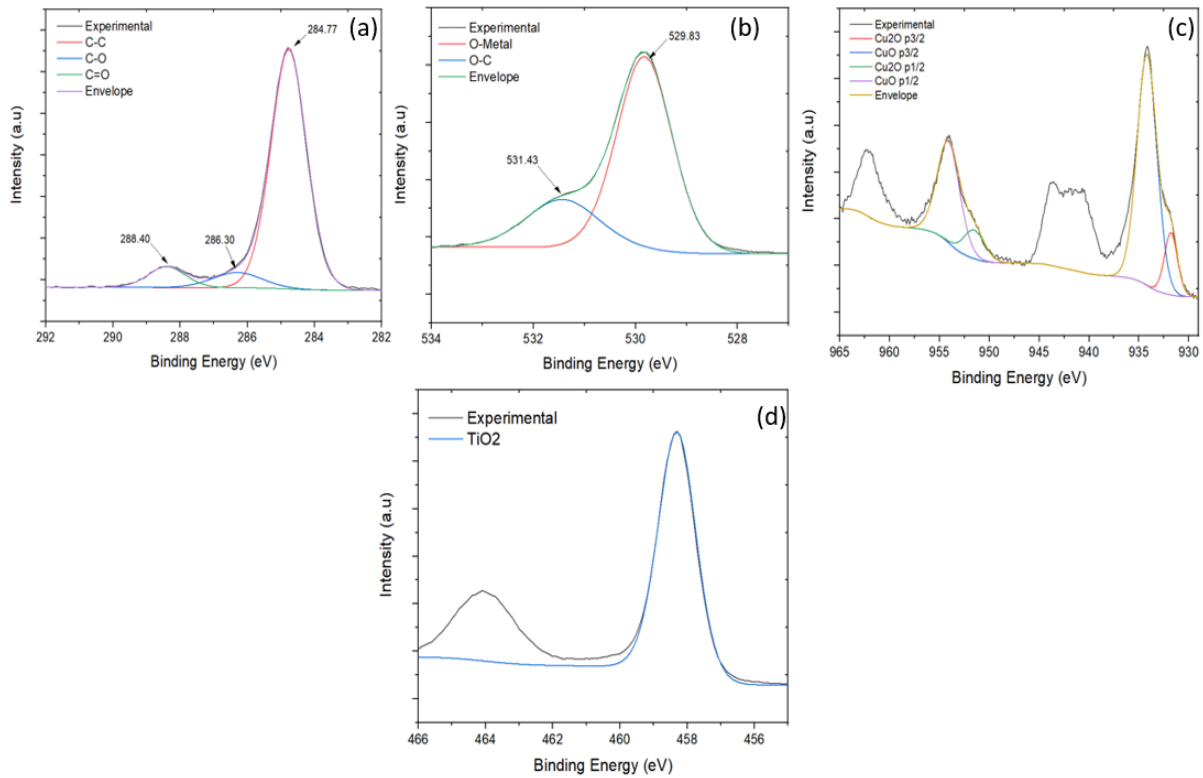 (a)
Experimental
C-C
C-O
C=O
Envelope
284.77
288.40
286.30
Intensity (a.u)
292 290 288 286 284 282
Binding Energy (eV)
(b)
Experimental
O-Metal
O-C
Envelope
529.83
531.43
Intensity (a.u)
534 532 530 528
Binding Energy (eV)
(c)
Experimental
Cu2O p3/2
CuO p3/2
Cu2O p1/2
CuO p1/2
Envelope
Intensity (a.u)
965 960 955 950 945 940 935 930
Binding Energy (eV)
(d)
Experimental
TiO2
Intensity (a.u)
466 464 462 460 458 456
Binding Energy (eV)